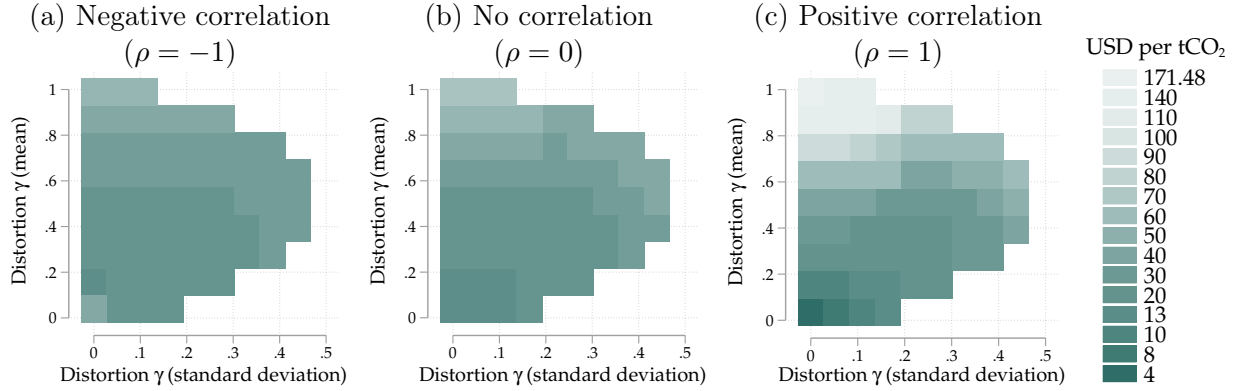 (a) Negative correlation
(ρ = −1)
(b) No correlation
(ρ = 0)
(c) Positive correlation
(ρ = 1)
USD per tCO₂
171.48
140
110
100
90
80
70
60
50
40
30
20
13
10
8
4
Distortion γ (mean)
1
.8
.6
.4
.2
0
0 .1 .2 .3 .4 .5
Distortion γ (standard deviation)
Distortion γ (mean)
1
.8
.6
.4
.2
0
0 .1 .2 .3 .4 .5
Distortion γ (standard deviation)
Distortion γ (mean)
1
.8
.6
.4
.2
0
0 .1 .2 .3 .4 .5
Distortion γ (standard deviation)